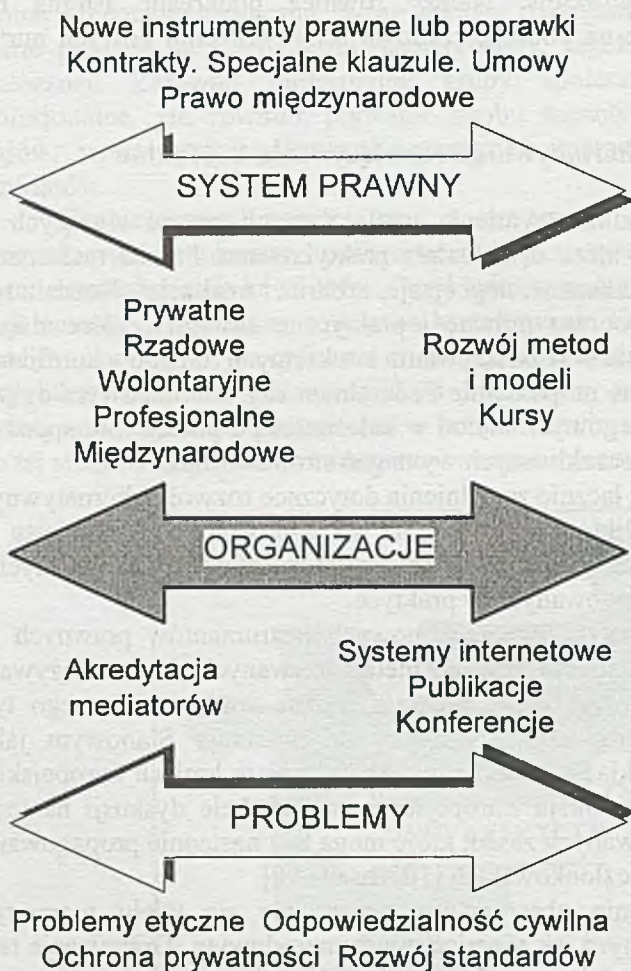 Nowe instrumenty prawne lub poprawki
Kontrakty. Specjalne klauzule. Umowy
Prawo międzynarodowe
SYSTEM PRAWNY
Prywatne
Rządowe
Wolontaryjne
Profesjonalne
Międzynarodowe
Rozwój metod
i modeli
Kursy
ORGANIZACJE
Akredytacja
mediatorów
Systemy internetowe
Publikacje
Konferencje
PROBLEMY
Problemy etyczne Odpowiedzialność cywilna
Ochrona prywatności Rozwój standardów